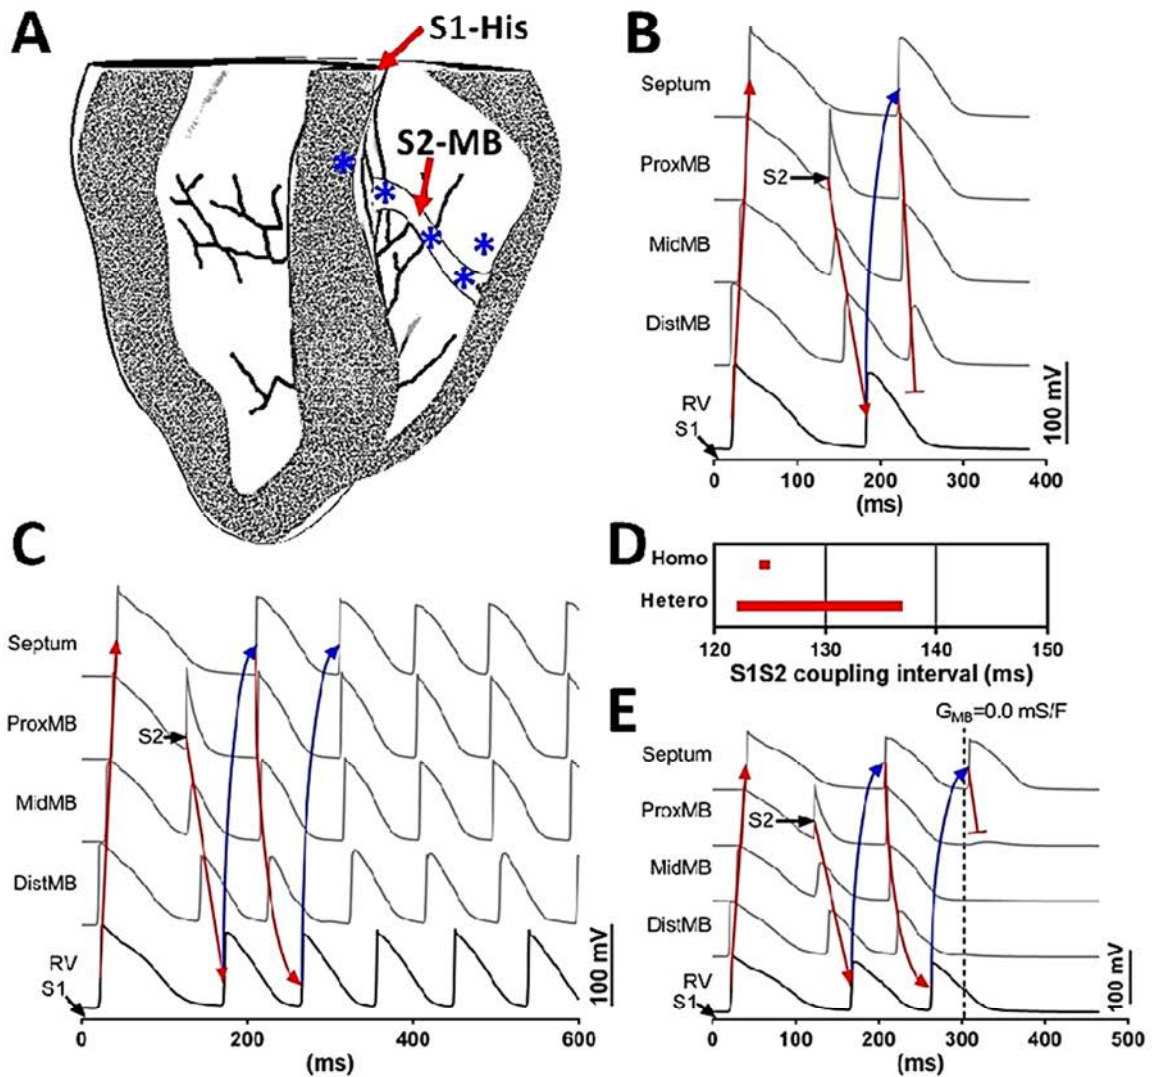 A
S1-His
S2-MB
* * * * *
B
Septum
ProxMB
S2
MidMB
DistMB
RV
S1
100 mV
0 100 200 300 400
(ms)
C
Septum
ProxMB
S2
MidMB
DistMB
RV
S1
100 mV
0 200 400 600
(ms)
D
Homo
Hetero
120 130 140 150
S1S2 coupling interval (ms)
E
G_MB=0.0 mS/F
Septum
ProxMB
S2
MidMB
DistMB
RV
S1
100 mV
0 100 200 300 400 500
(ms)